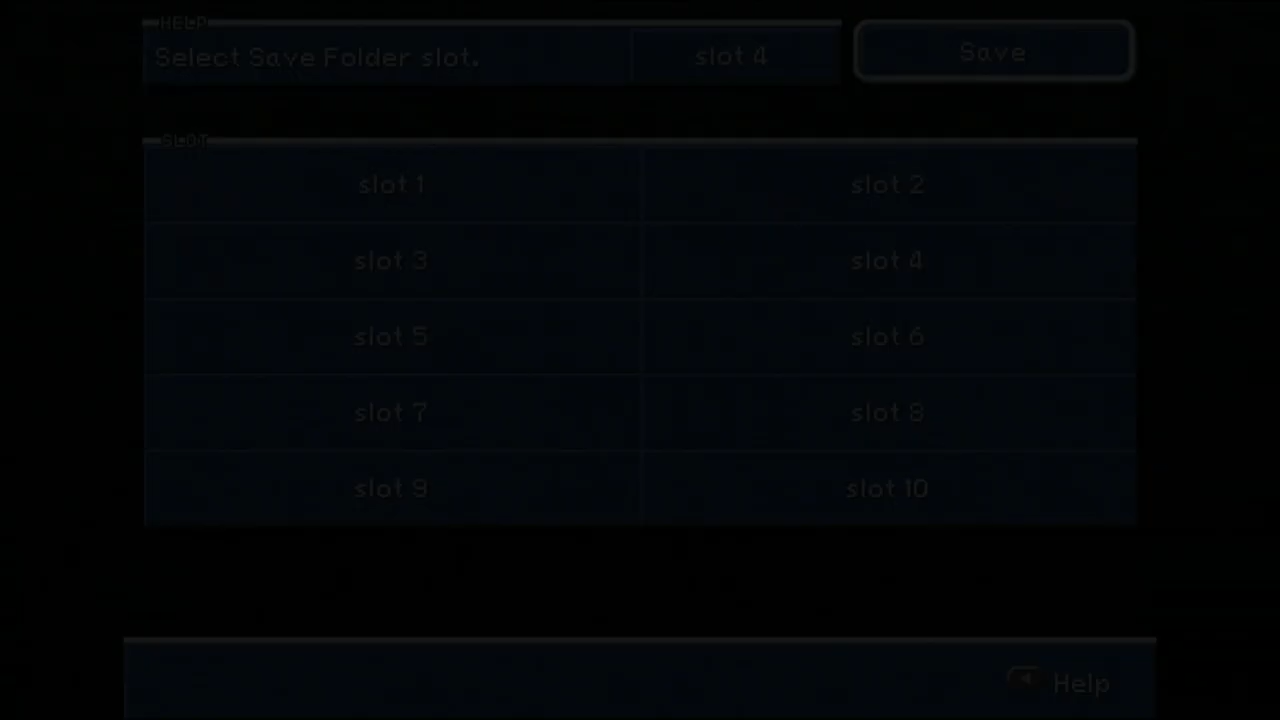 HELP
Select Save Folder slot.
slot 4
Save
SLOT
slot 1
slot 2
slot 3
slot 4
slot 5
slot 6
slot 7
slot 8
slot 9
slot 10
Help